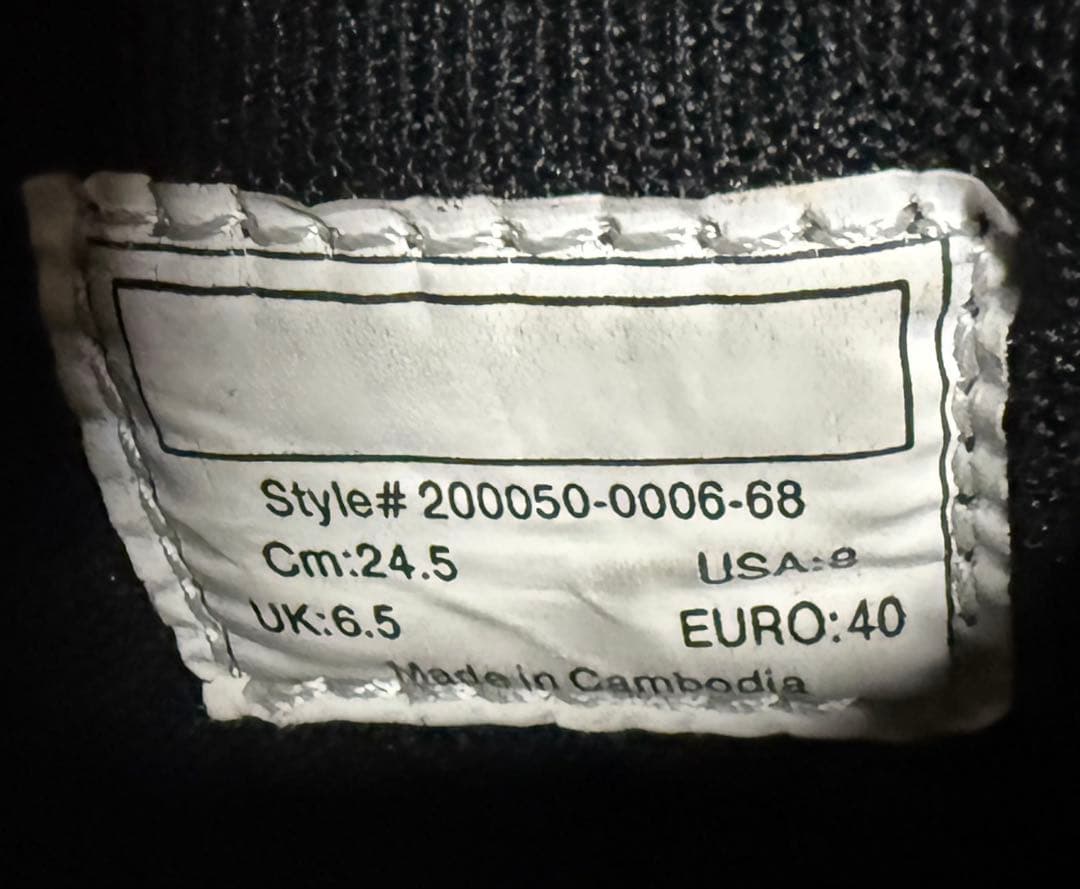 Style# 200050-0006-68
Cm:24.5 USA:8
UK:6.5 EURO:40
Made in Cambodia